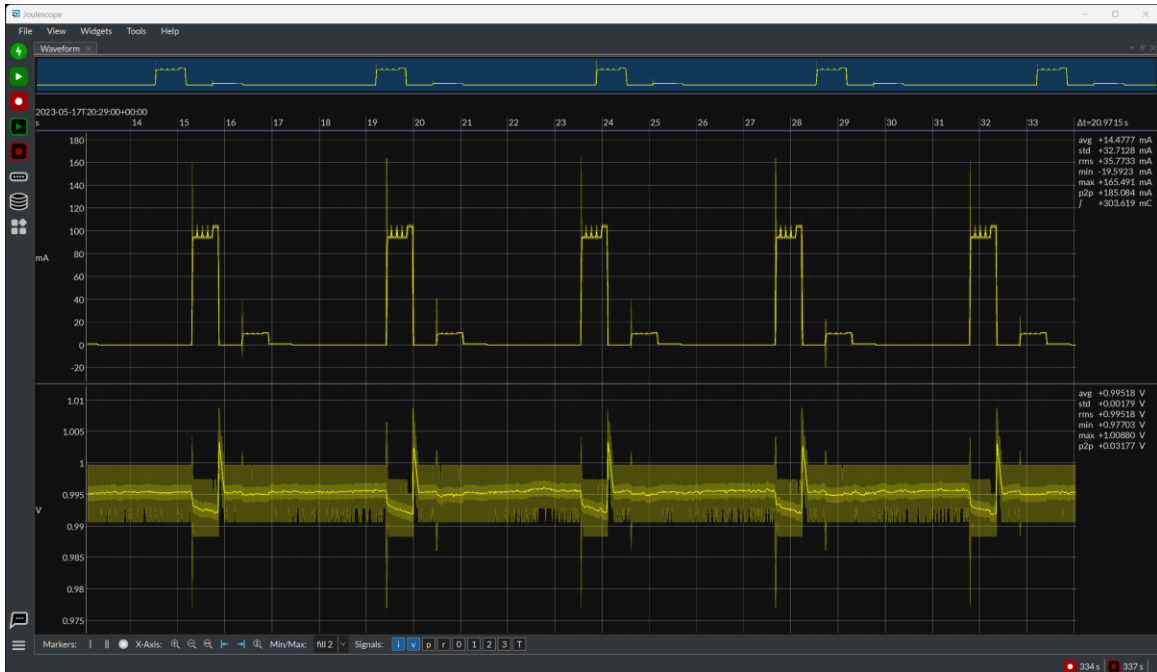 Joulescope
File View Widgets Tools Help
Waveform
2023-05-17T20:29:00+00:00
s 14 15 16 17 18 19 20 21 22 23 24 25 26 27 28 29 30 31 32 33 Δt=20.9715 s
180
160
140
120
100
mA
80
60
40
20
0
-20
avg +14.4777 mA
std +32.7128 mA
rms +35.7733 mA
min -19.5923 mA
max +165.491 mA
p2p +185.084 mA
∫ +303.619 mC
1.01
1.005
1
0.995
V
0.99
0.985
0.98
0.975
avg +0.99518 V
std +0.00179 V
rms +0.99518 V
min +0.97703 V
max +1.00880 V
p2p +0.03177 V
Markers: X-Axis: Min/Max: fill 2 Signals: i v p r 0 1 2 3 T
334 s 337 s